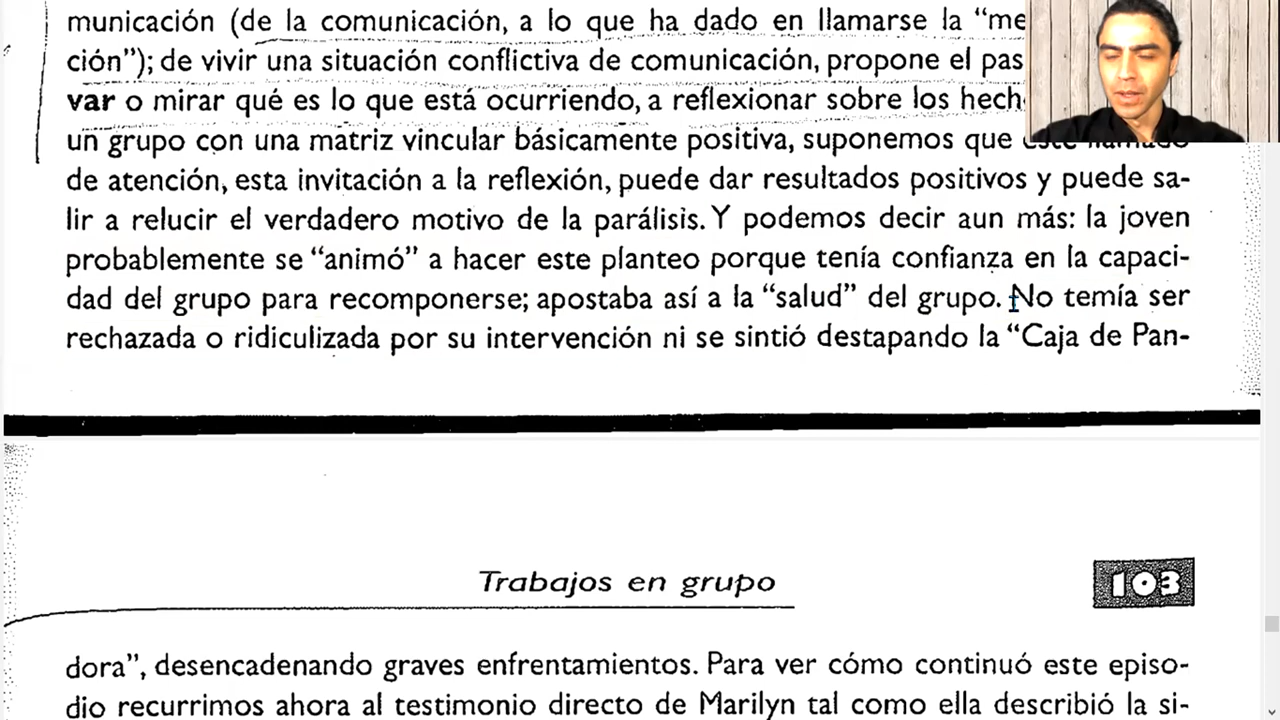 municación (de la comunicación, a lo que ha dado en llamarse la “me
ción”); de vivir una situación conflictiva de comunicación, propone el pas
var o mirar qué es lo que está ocurriendo, a reflexionar sobre los hech
un grupo con una matriz vincular básicamente positiva, suponemos que este llamado
de atención, esta invitación a la reflexión, puede dar resultados positivos y puede sa-
lir a relucir el verdadero motivo de la parálisis. Y podemos decir aun más: la joven
probablemente se “animó” a hacer este planteo porque tenía confianza en la capaci-
dad del grupo para recomponerse; apostaba así a la “salud” del grupo. No temía ser
rechazada o ridiculizada por su intervención ni se sintió destapando la “Caja de Pan-
Trabajos en grupo
103
dora”, desencadenando graves enfrentamientos. Para ver cómo continuó este episo-
dio recurrimos ahora al testimonio directo de Marilyn tal como ella describió la si-